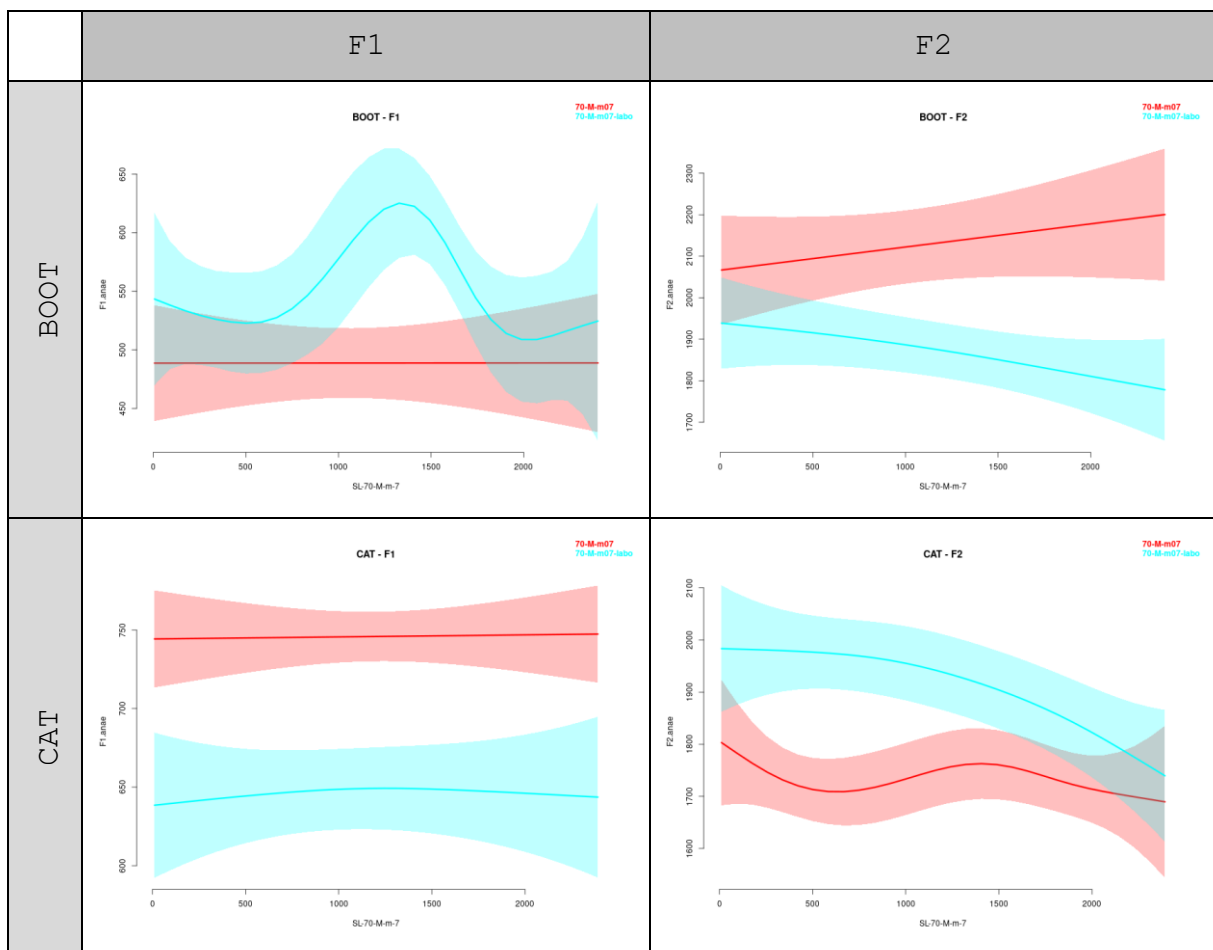 F1
F2
BOOT
BOOT - F1
70-M-m07
70-M-m07-labo
F1.anae
650
600
550
500
450
0 500 1000 1500 2000
SL-70-M-m-7
BOOT - F2
70-M-m07
70-M-m07-labo
F2.anae
2300
2200
2100
2000
1900
1800
1700
0 500 1000 1500 2000
SL-70-M-m-7
CAT
CAT - F1
70-M-m07
70-M-m07-labo
F1.anae
750
700
650
600
0 500 1000 1500 2000
SL-70-M-m-7
CAT - F2
70-M-m07
70-M-m07-labo
F2.anae
2100
2000
1900
1800
1700
1600
0 500 1000 1500 2000
SL-70-M-m-7